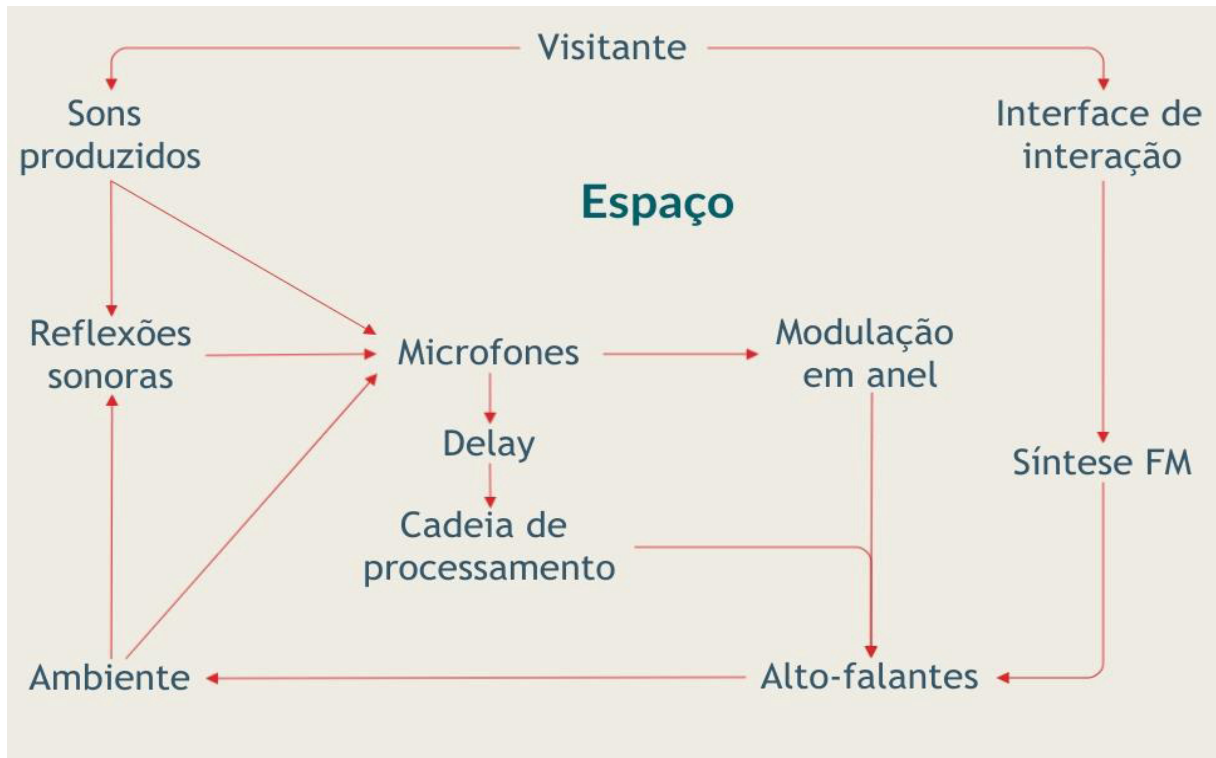 Visitante
Sons
produzidos
Interface de
interação
Espaço
Reflexões
sonoras
Microfones
Modulação
em anel
Delay
Síntese FM
Cadeia de
processamento
Ambiente
Alto-falantes